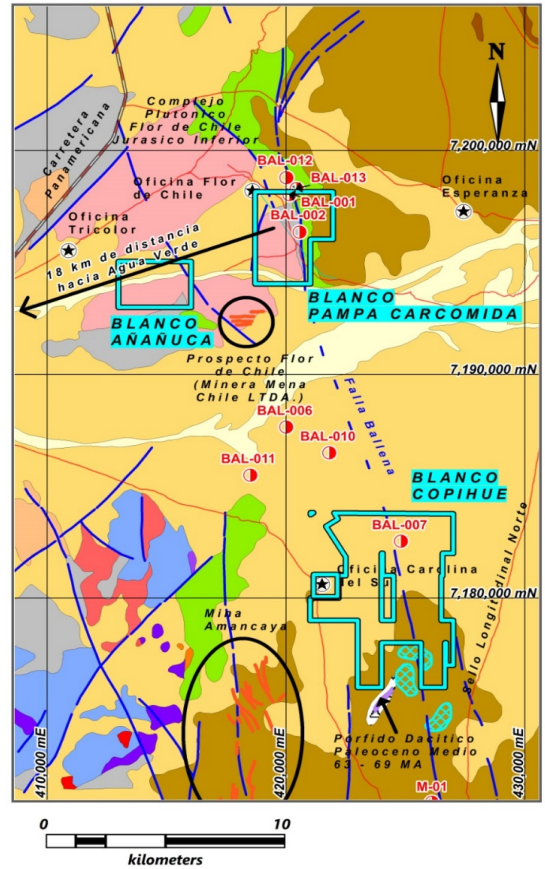 N
Complejo
Plutonico
Flor de Chile
Jurasico Inferior
Carretera
Panamericana
7,200,000 mN
BAL-012
BAL-013
BAL-001
BAL-002
Oficina Flor
de Chile
Oficina
Esperanza
Oficina
Tricolor
18 km de distancia
hacia Agua Verde
BLANCO
PAMPA CARCOMIDA
BLANCO
AÑAÑUCA
Prospecto Flor
de Chile
(Minera Mena
Chile LTDA.)
7,190,000 mN
Falla Ballena
BAL-006
BAL-010
BAL-011
BLANCO
COPIHUE
BAL-007
Oficina Carolina
del Sur
7,180,000 mN
Sello Longitudinal Norte
Mina
Amancaya
Porfido Dacitico
Paleoceno Medio
63 - 69 MA
M-01
410,000 mE
420,000 mE
430,000 mE
0
10
kilometers